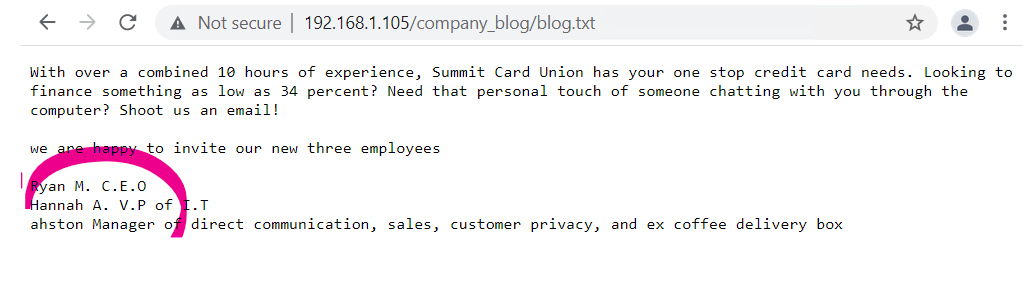 Not secure | 192.168.1.105/company_blog/blog.txt
With over a combined 10 hours of experience, Summit Card Union has your one stop credit card needs. Looking to
finance something as low as 34 percent? Need that personal touch of someone chatting with you through the
computer? Shoot us an email!
we are happy to invite our new three employees
Ryan M. C.E.O
Hannah A. V.P of I.T
ahston Manager of direct communication, sales, customer privacy, and ex coffee delivery box